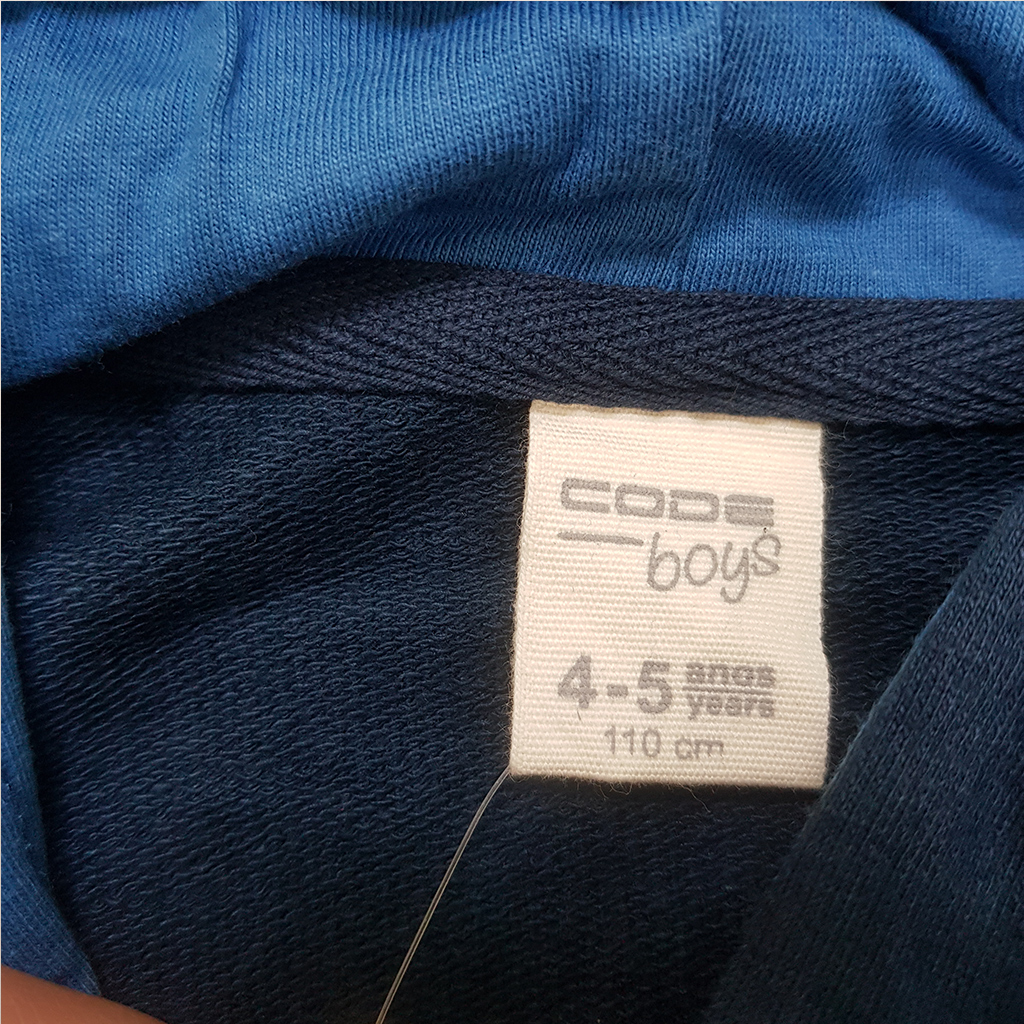 CODE
boys
4-5 anos
years
110 cm